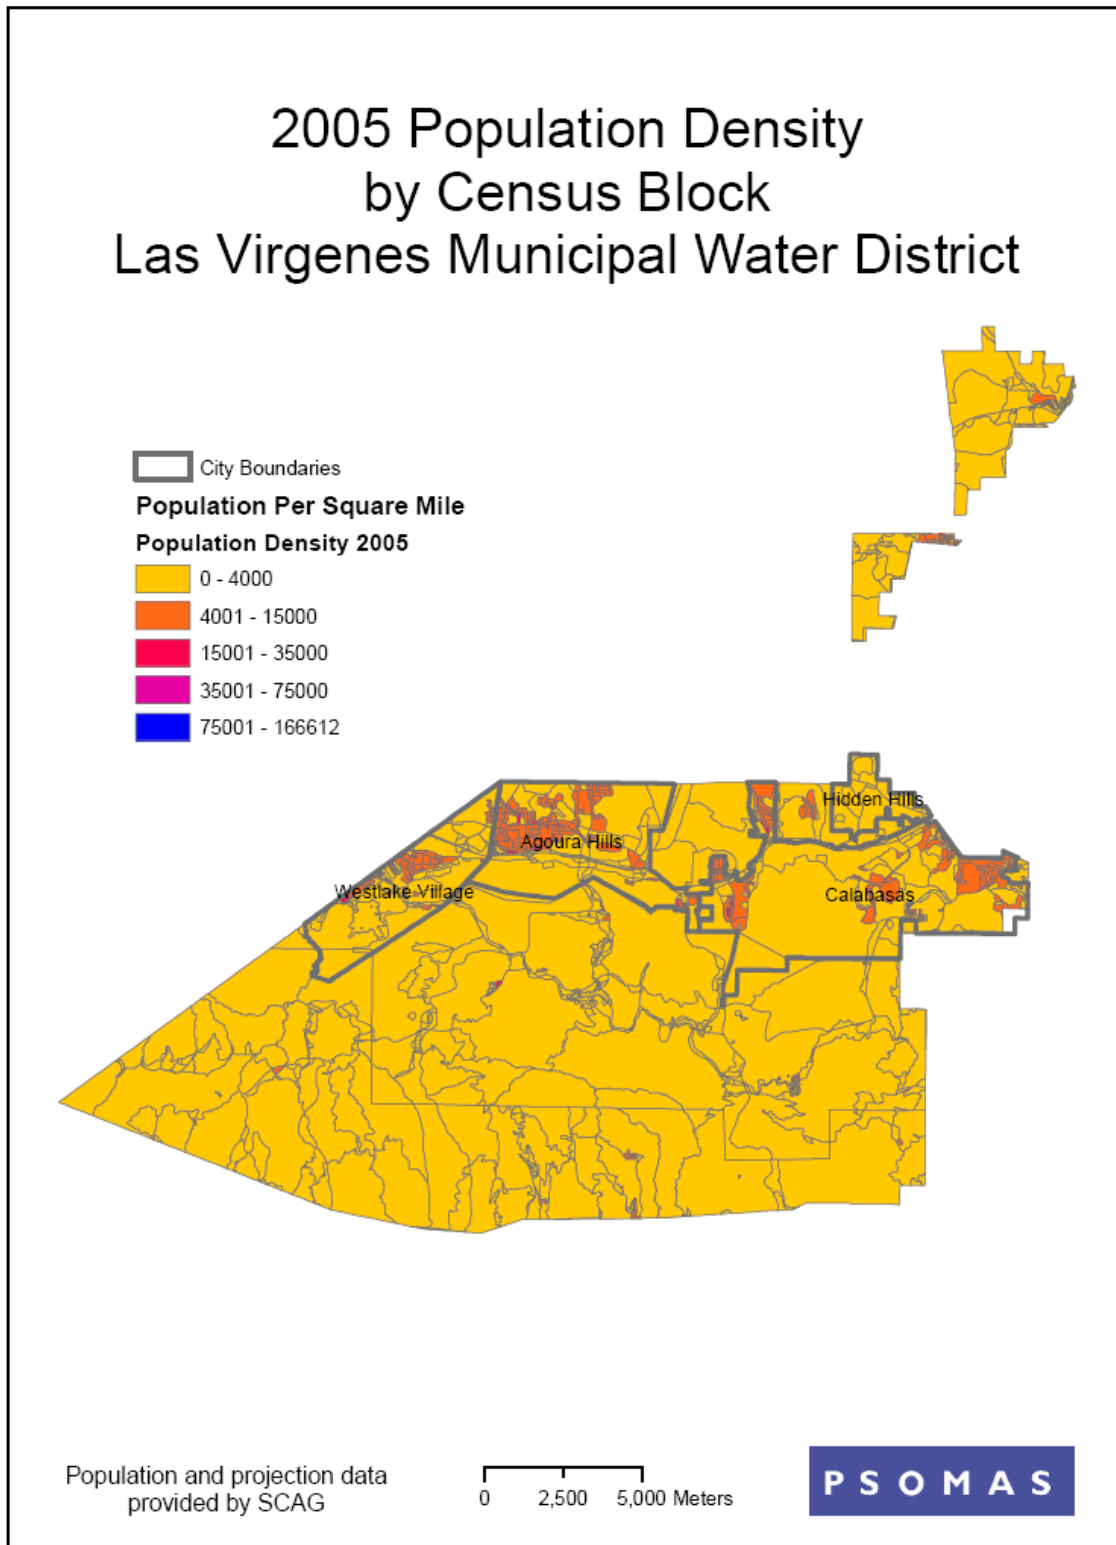 2005 Population Density
by Census Block
Las Virgenes Municipal Water District
City Boundaries
Population Per Square Mile
Population Density 2005
0 - 4000
4001 - 15000
15001 - 35000
35001 - 75000
75001 - 166612
Hidden Hills
Agoura Hills
Westlake Village
Calabasas
Population and projection data
provided by SCAG
0 2,500 5,000 Meters
PSOMAS